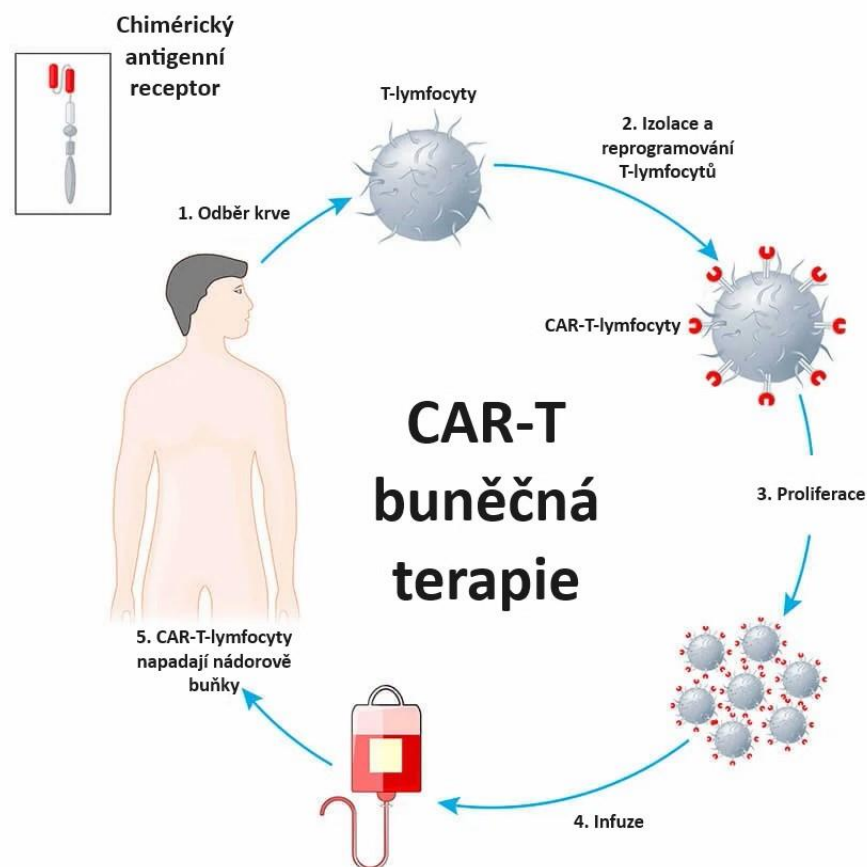 Chimérický
antigenní
receptor
T-lymfocyty
2. Izolace a
reprogramování
T-lymfocytů
1. Odběr krve
CAR-T-lymfocyty
CAR-T
buněčná
terapie
3. Proliferace
5. CAR-T-lymfocyty
napadají nádorově
buňky
4. Infuze